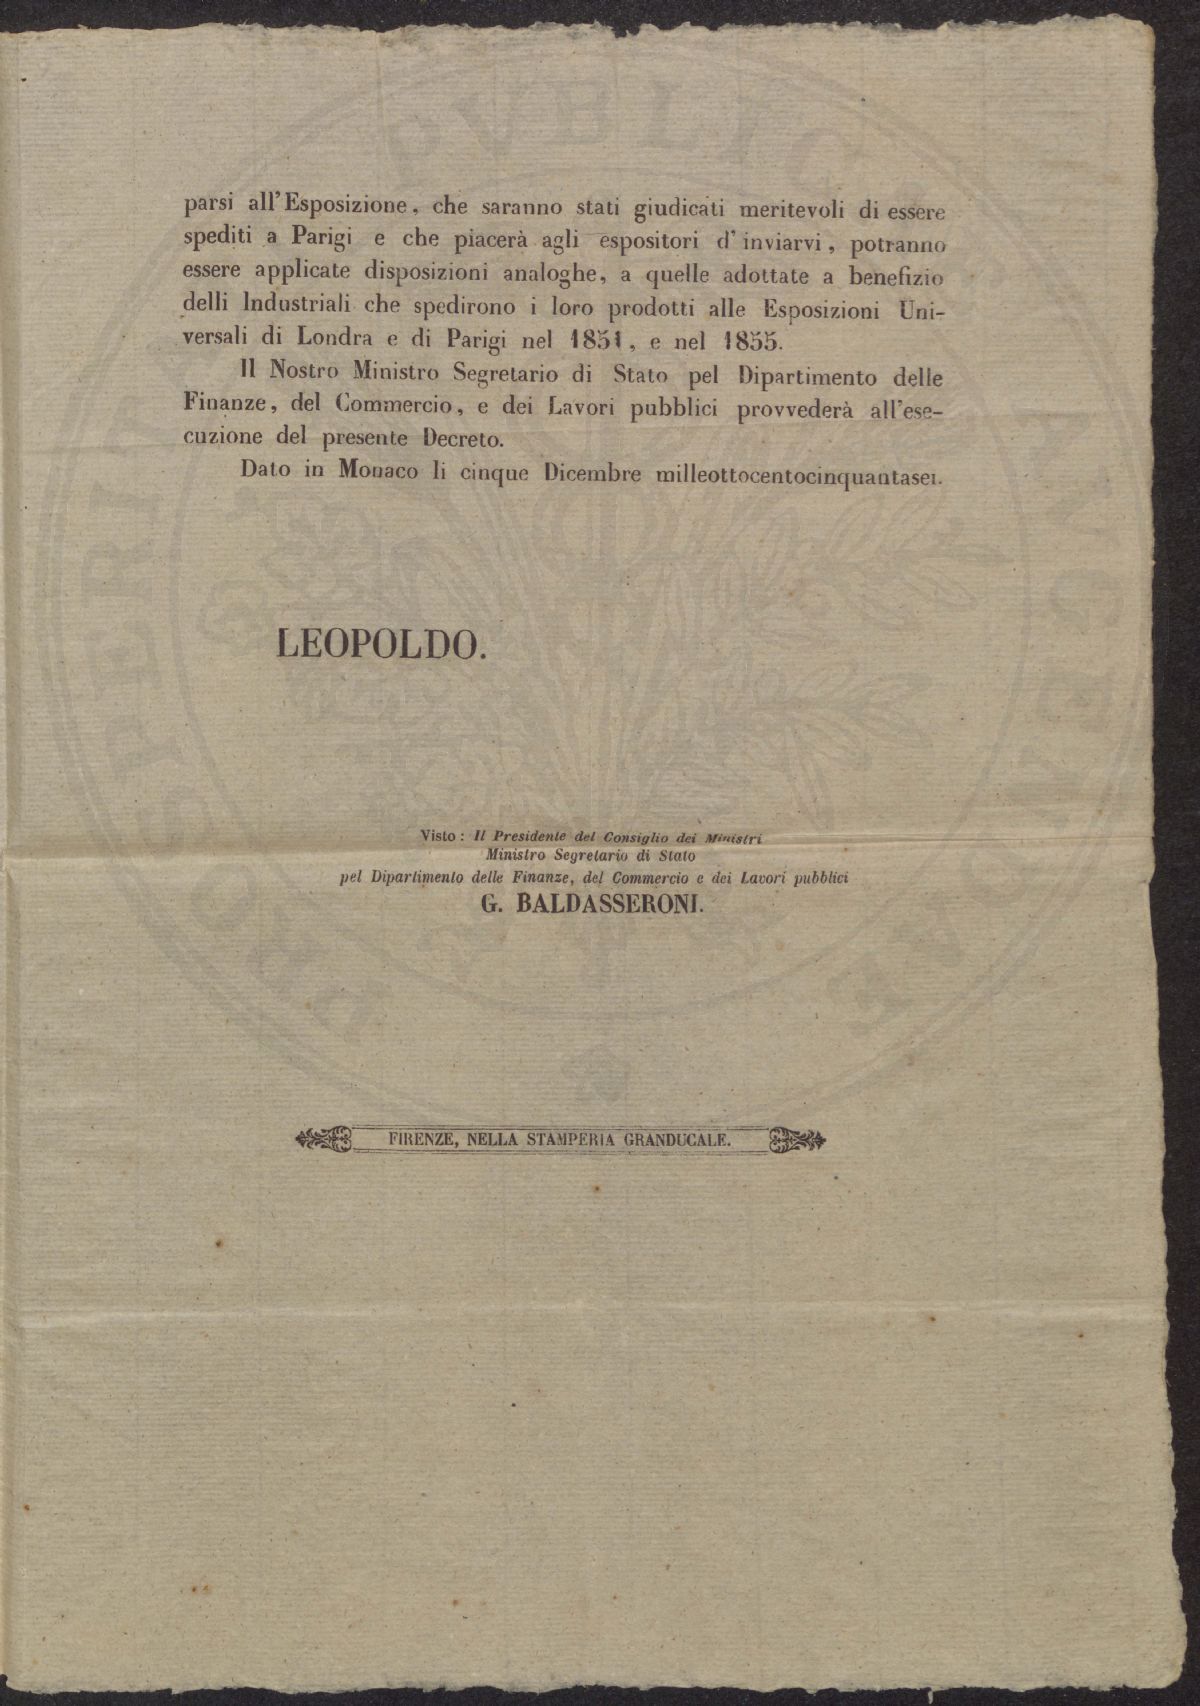 parsi all'Esposizione, che saranno stati giudicati meritevoli di essere
spediti a Parigi e che piacerà agli espositori d'inviarvi, potranno
essere applicate disposizioni analoghe, a quelle adottate a benefizio
delli Industriali che spedirono i loro prodotti alle Esposizioni Uni-
versali di Londra e di Parigi nel 1851, e nel 1855.
Il Nostro Ministro Segretario di Stato pel Dipartimento delle
Finanze, del Commercio, e dei Lavori pubblici provvederà all'ese-
cuzione del presente Decreto.
Dato in Monaco li cinque Dicembre milleottocentocinquantasei.
LEOPOLDO.
Visto: Il Presidente del Consiglio dei Ministri
Ministro Segretario di Stato
pel Dipartimento delle Finanze, del Commercio e dei Lavori pubblici
G. BALDASSERONI.
FIRENZE, NELLA STAMPERIA GRANDUCALE.